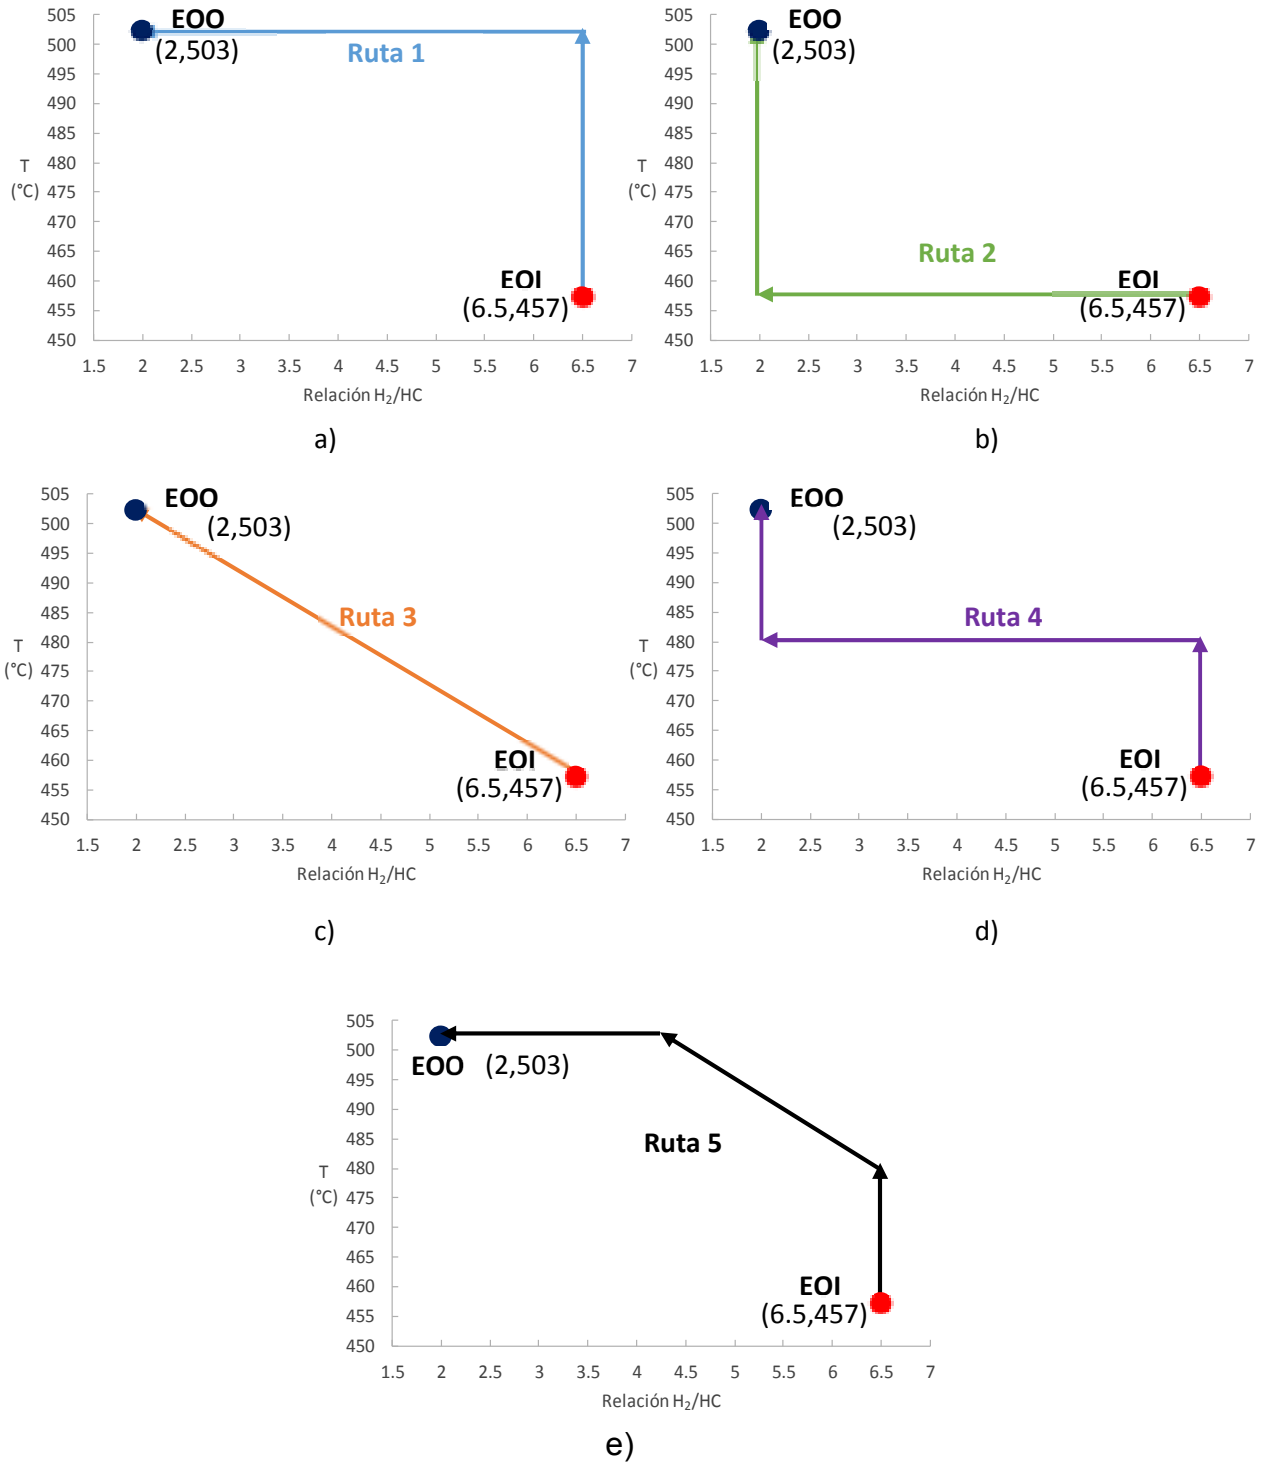 505
500
495
490
485
480
475
470
465
460
455
450
T
(°C)
EOO
(2,503)
Ruta 1
EOI
(6.5,457)
1.5 2 2.5 3 3.5 4 4.5 5 5.5 6 6.5 7
Relación H₂/HC
a)
505
500
495
490
485
480
475
470
465
460
455
450
T
(°C)
EOO
(2,503)
Ruta 2
EOI
(6.5,457)
1.5 2 2.5 3 3.5 4 4.5 5 5.5 6 6.5 7
Relación H₂/HC
b)
505
500
495
490
485
480
475
470
465
460
455
450
T
(°C)
EOO
(2,503)
Ruta 3
EOI
(6.5,457)
1.5 2 2.5 3 3.5 4 4.5 5 5.5 6 6.5 7
Relación H₂/HC
c)
505
500
495
490
485
480
475
470
465
460
455
450
T
(°C)
EOO
(2,503)
Ruta 4
EOI
(6.5,457)
1.5 2 2.5 3 3.5 4 4.5 5 5.5 6 6.5 7
Relación H₂/HC
d)
505
500
495
490
485
480
475
470
465
460
455
450
T
(°C)
EOO (2,503)
Ruta 5
EOI
(6.5,457)
1.5 2 2.5 3 3.5 4 4.5 5 5.5 6 6.5 7
Relación H₂/HC
e)